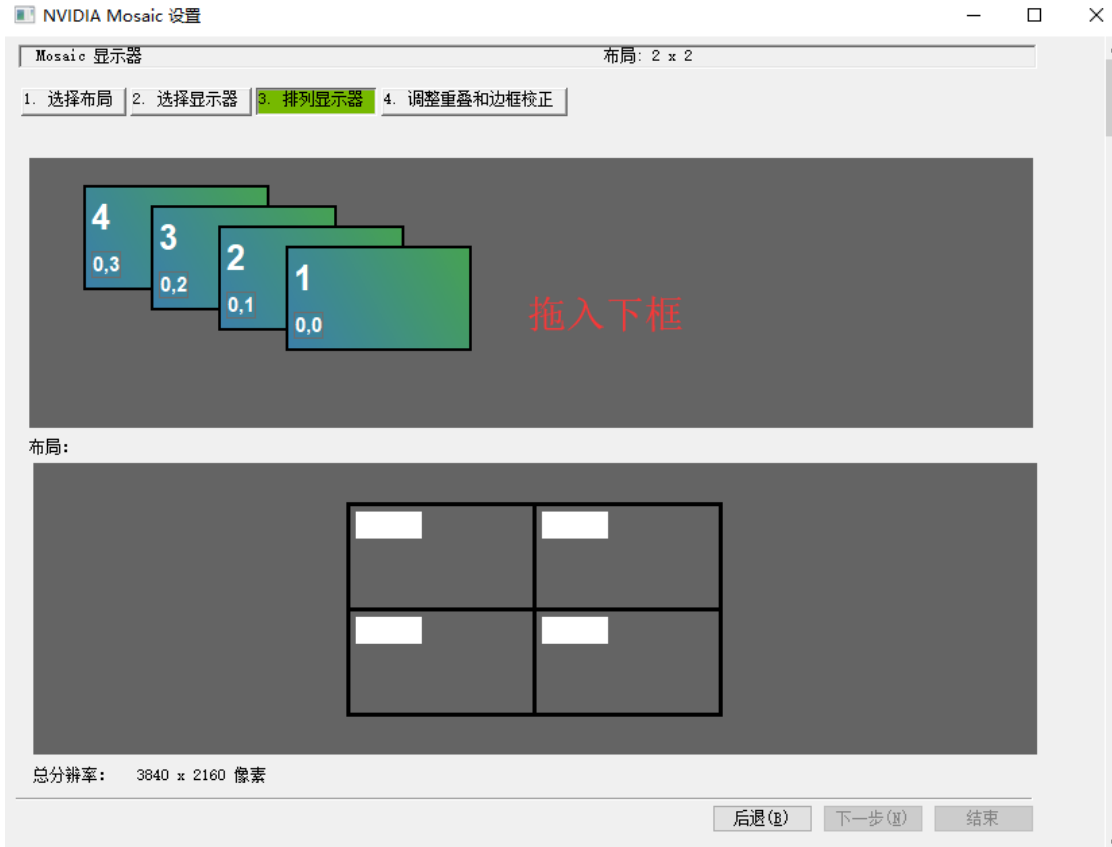 NVIDIA Mosaic 设置
Mosaic 显示器 布局: 2 x 2
1. 选择布局 2. 选择显示器 3. 排列显示器 4. 调整重叠和边框校正
4
0,3
3
0,2
2
0,1
1
0,0
拖入下框
布局:
总分辨率: 3840 x 2160 像素
后退(B) 下一步(N) 结束